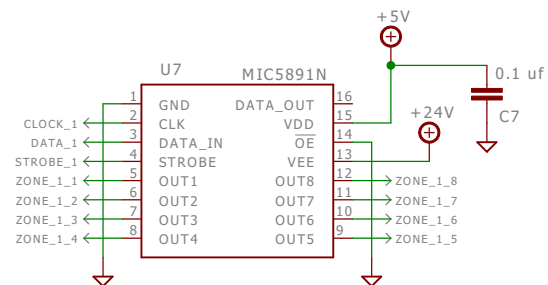 +5V
U7 MIC5891N
0.1 uf
C7
+24V
1 GND DATA_OUT 16
CLOCK_1 2 CLK VDD 15
DATA_1 3 DATA_IN OE 14
STROBE_1 4 STROBE VEE 13
ZONE_1_1 5 OUT1 OUT8 12 ZONE_1_8
ZONE_1_2 6 OUT2 OUT7 11 ZONE_1_7
ZONE_1_3 7 OUT3 OUT6 10 ZONE_1_6
ZONE_1_4 8 OUT4 OUT5 9 ZONE_1_5